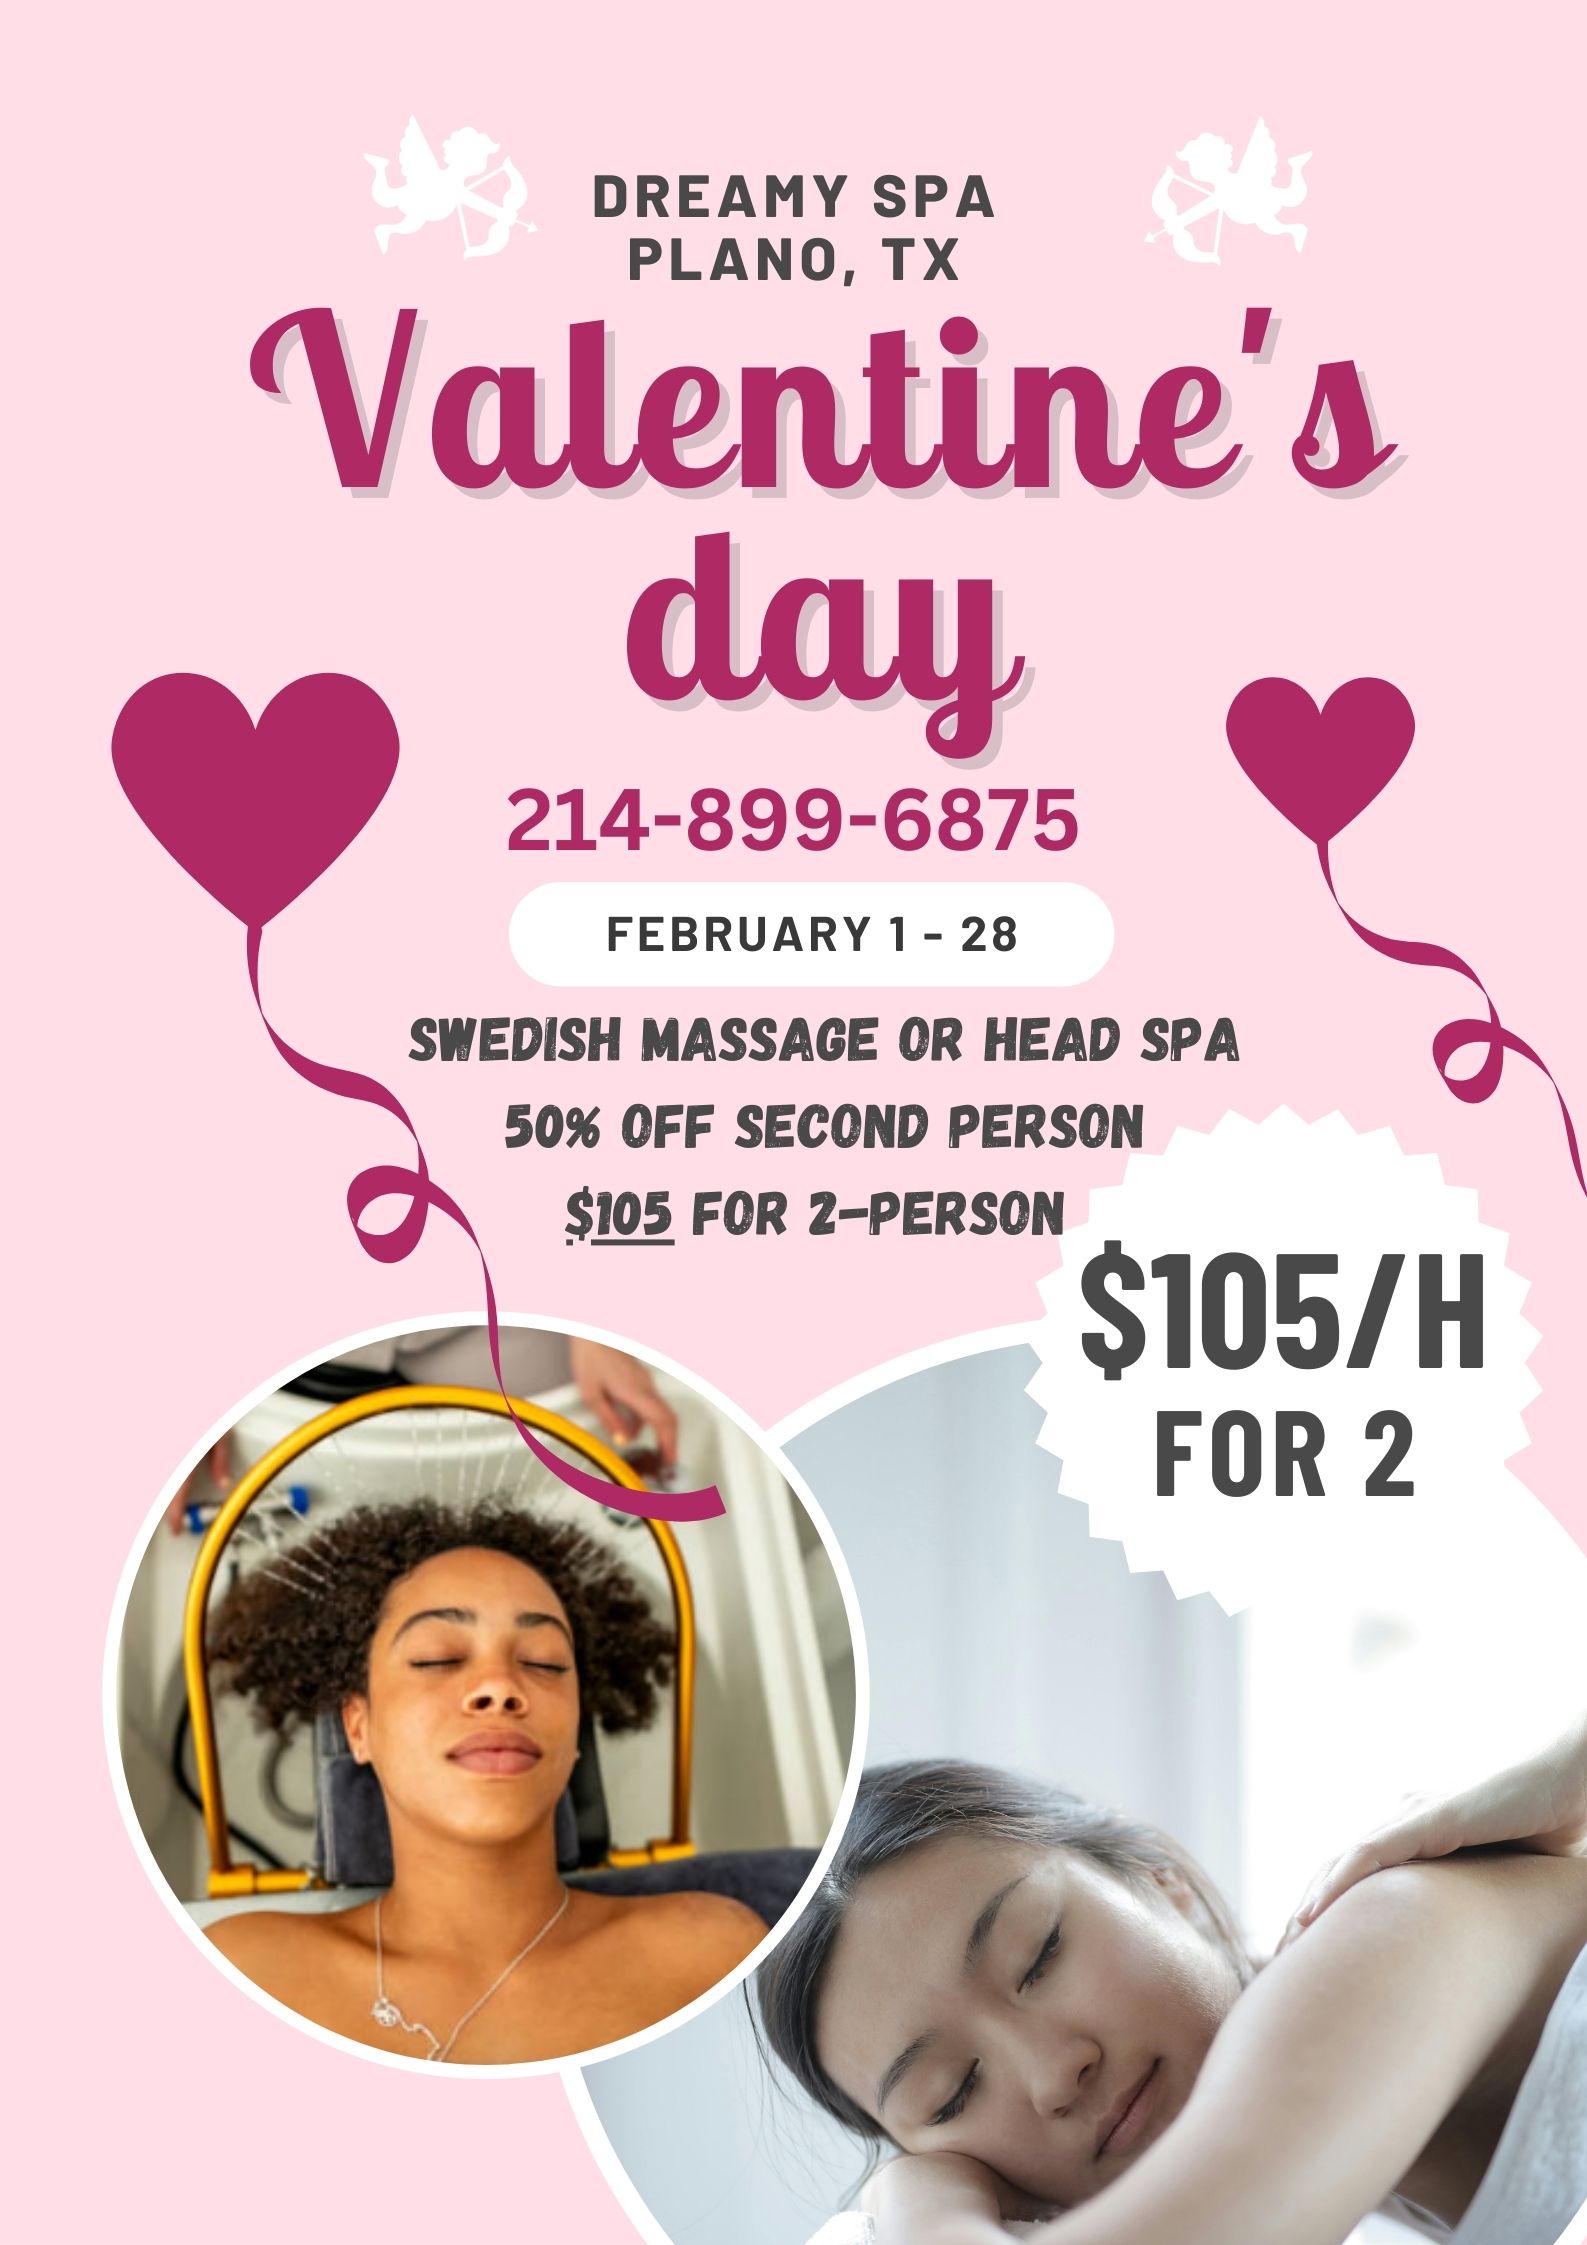 DREAMY SPA
PLANO, TX
Valentine's
day
214-899-6875
FEBRUARY 1 - 28
SWEDISH MASSAGE OR HEAD SPA
50% OFF SECOND PERSON
$105 FOR 2-PERSON
$105/H
FOR 2